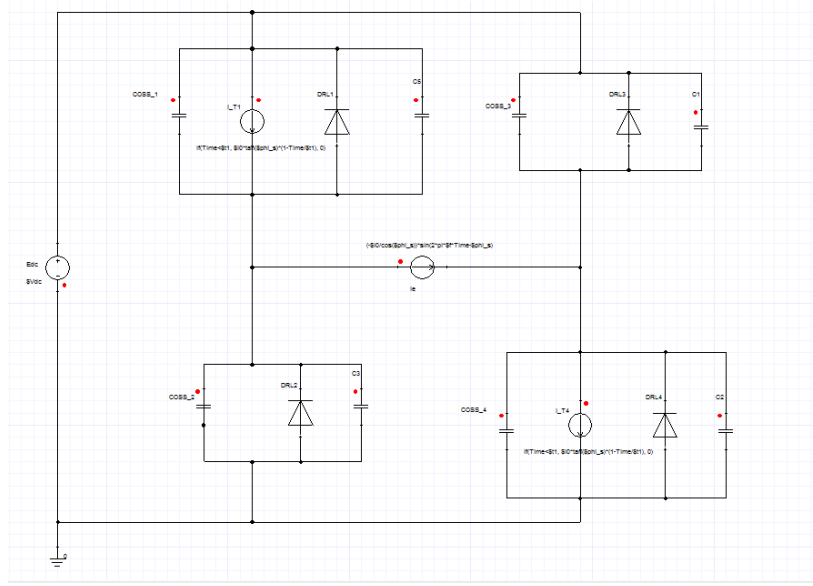 C5
COSS_1
DRL1
C1
DRL3
COSS_3
I_T1
if(Time<$t1, $I0*tan($phi_s)*(1-Time/$t1), 0)
(-$I0/cos($phi_s))*sin(2*pi*$f*Time-$phi_s)
Edc
+
-
$Vdc
Ie
C3
DRL2
COSS_2
DRL4
C2
COSS_4
I_T4
if(Time<$t1, $I0*tan($phi_s)*(1-Time/$t1), 0)
0